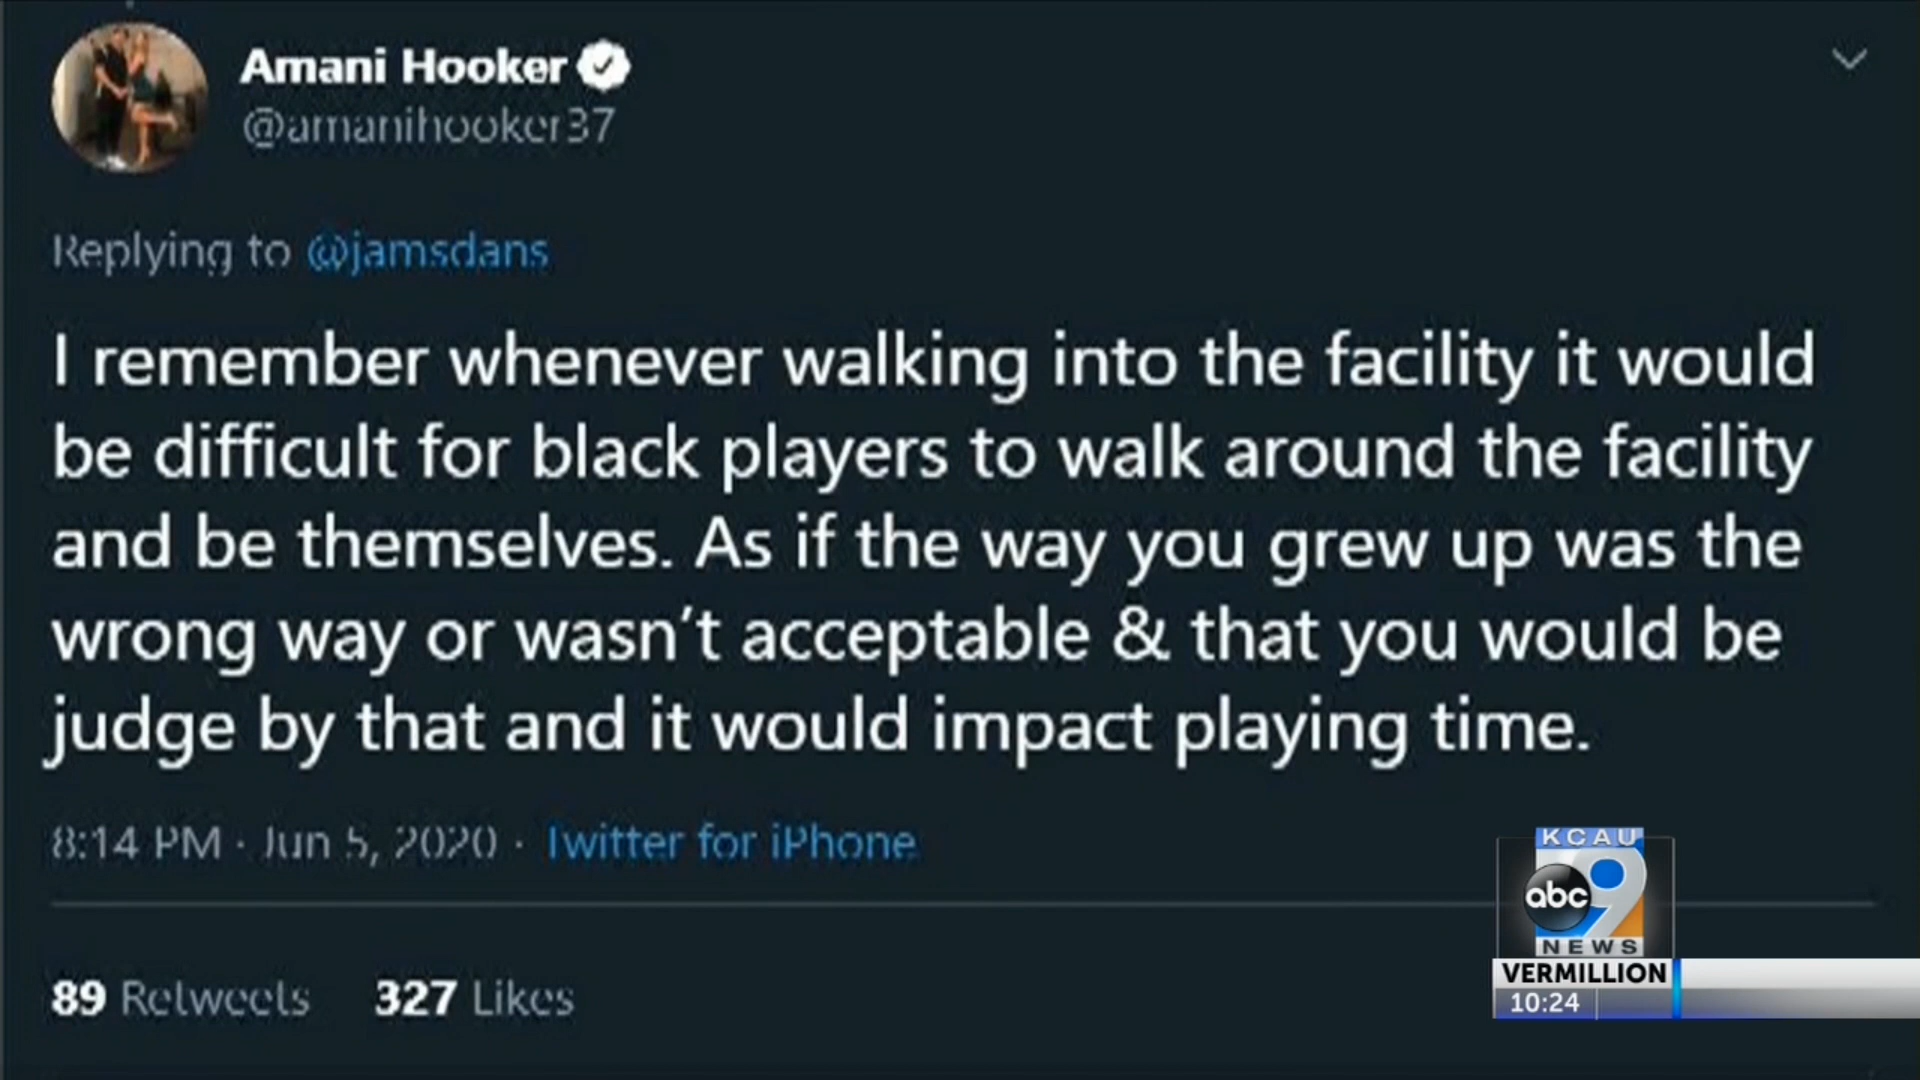 Amani Hooker
@amanihooker37
Replying to @jamsdans
I remember whenever walking into the facility it would
be difficult for black players to walk around the facility
and be themselves. As if the way you grew up was the
wrong way or wasn't acceptable & that you would be
judge by that and it would impact playing time.
8:14 PM · Jun 5, 2020 · Twitter for iPhone
89 Retweets 327 Likes
KCAU
abc 9
NEWS
VERMILLION
10:24